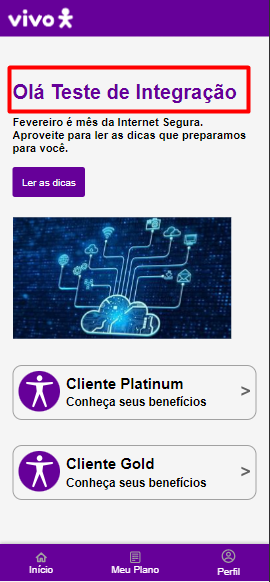 vivo
Olá Teste de Integração
Fevereiro é mês da Internet Segura.
Aproveite para ler as dicas que preparamos
para você.
Ler as dicas
Cliente Platinum
Conheça seus benefícios
>
Cliente Gold
Conheça seus benefícios
>
Início
Meu Plano
Perfil